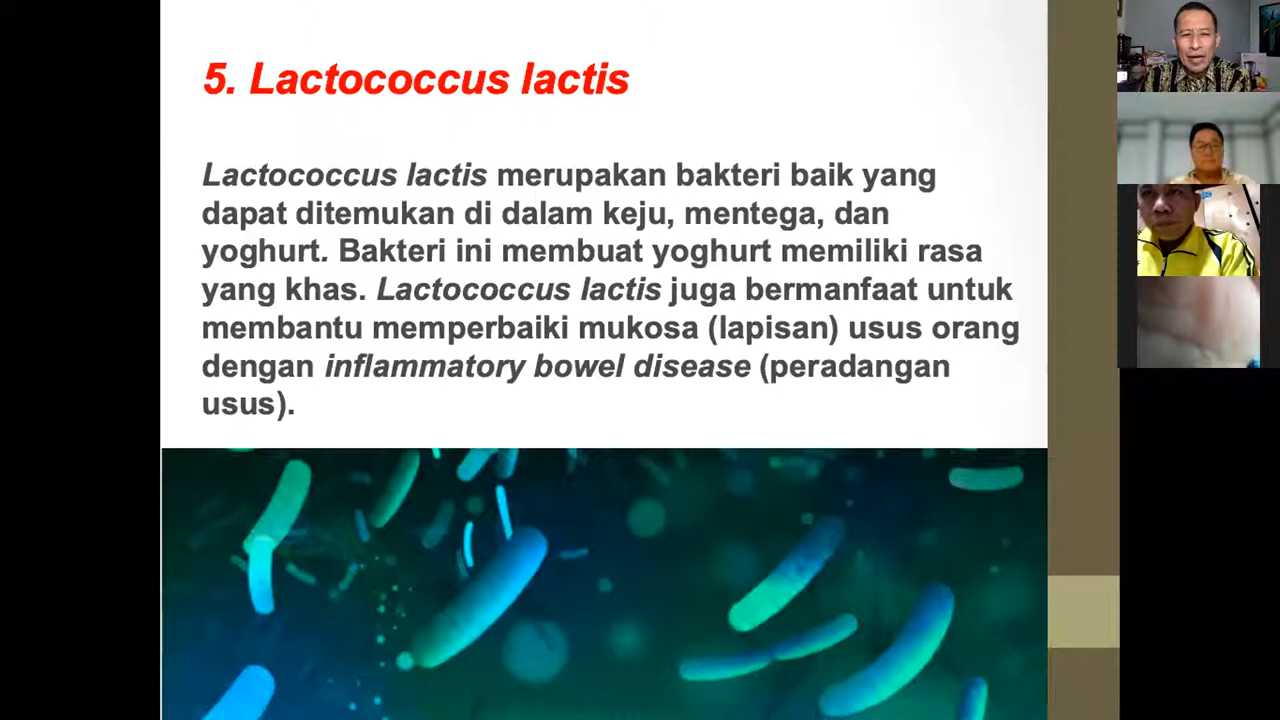 5. Lactococcus lactis
Lactococcus lactis merupakan bakteri baik yang
dapat ditemukan di dalam keju, mentega, dan
yoghurt. Bakteri ini membuat yoghurt memiliki rasa
yang khas. Lactococcus lactis juga bermanfaat untuk
membantu memperbaiki mukosa (lapisan) usus orang
dengan inflammatory bowel disease (peradangan
usus).